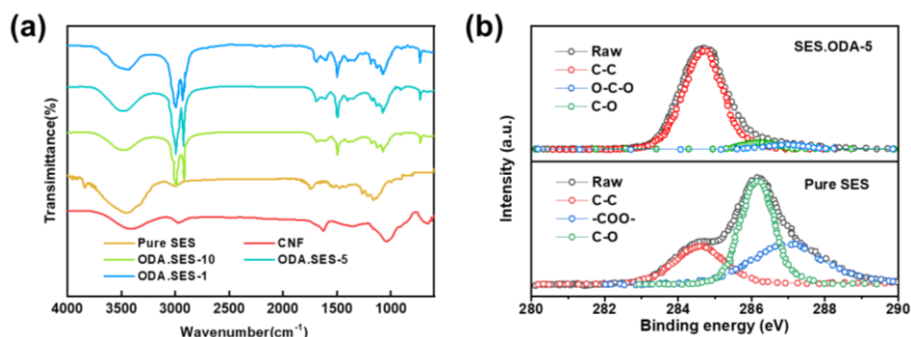 (a)
Transimittance(%)
Pure SES
CNF
ODA.SES-10
ODA.SES-5
ODA.SES-1
4000 3500 3000 2500 2000 1500 1000
Wavenumber(cm⁻¹)
(b)
Intensity (a.u.)
SES.ODA-5
Raw
C-C
O-C-O
C-O
Pure SES
Raw
C-C
-COO-
C-O
280 282 284 286 288 290
Binding energy (eV)